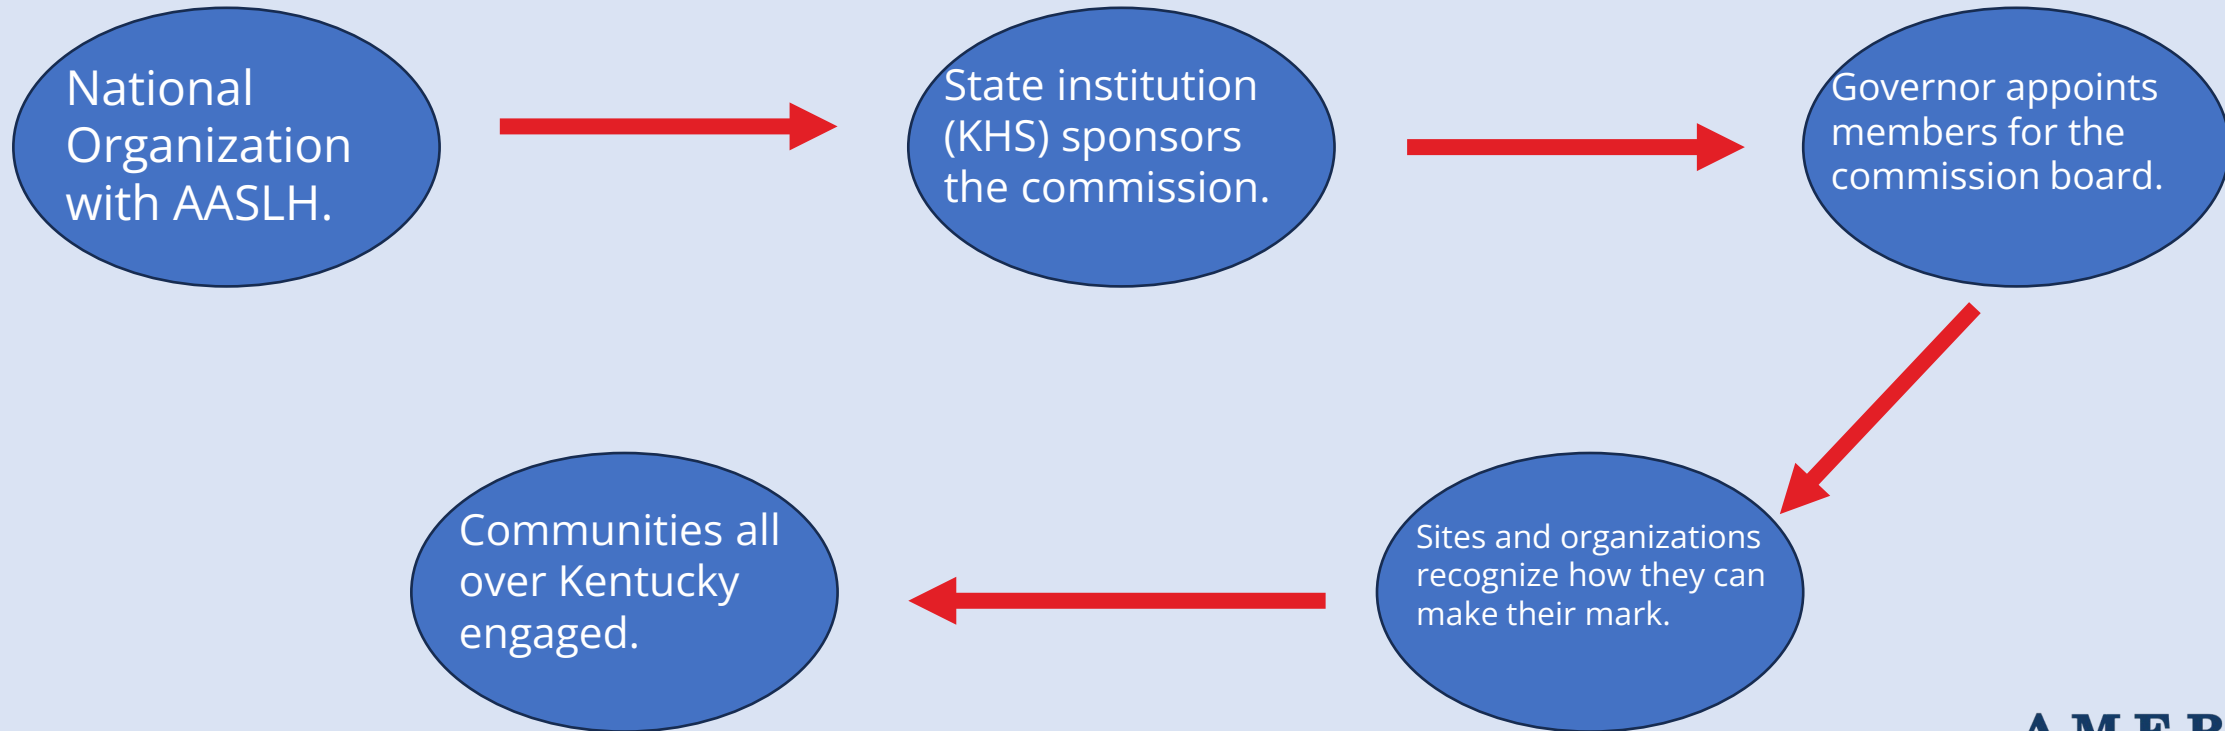 National
Organization
with AASLH.
State institution
(KHS) sponsors
the commission.
Governor appoints
members for the
commission board.
Sites and organizations
recognize how they can
make their mark.
Communities all
over Kentucky
engaged.